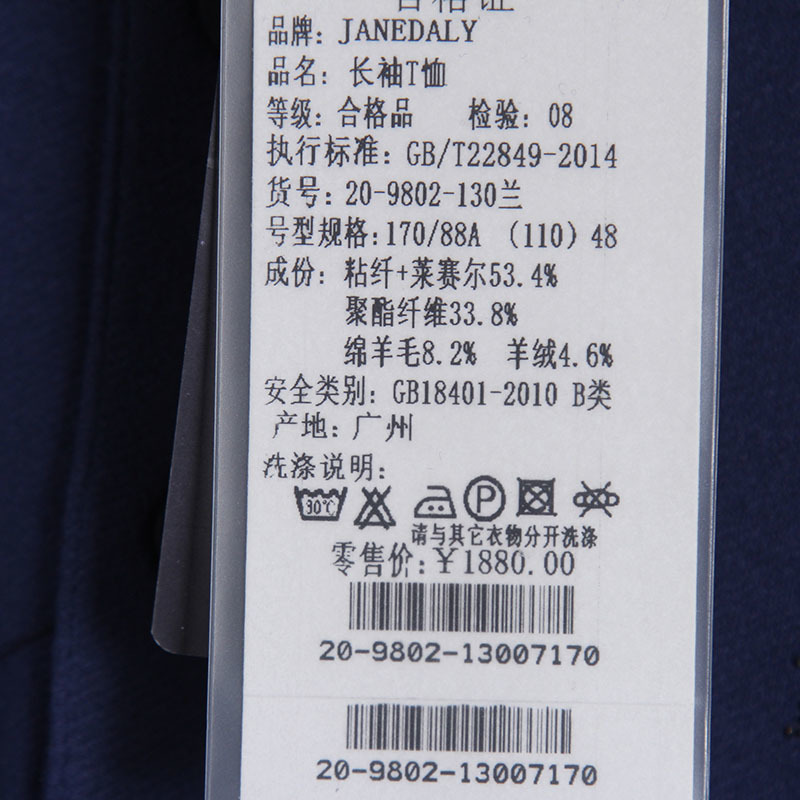 合格证
品牌: JANEDALY
品名: 长袖T恤
等级: 合格品 检验: 08
执行标准: GB/T22849-2014
货号: 20-9802-130兰
号型规格:170/88A (110) 48
成份: 粘纤+莱赛尔53.4%
聚酯纤维33.8%
绵羊毛8.2% 羊绒4.6%
安全类别: GB18401-2010 B类
产地: 广州
洗涤说明:
30℃ P
请与其它衣物分开洗涤
零售价:¥1880.00
20-9802-13007170
20-9802-13007170